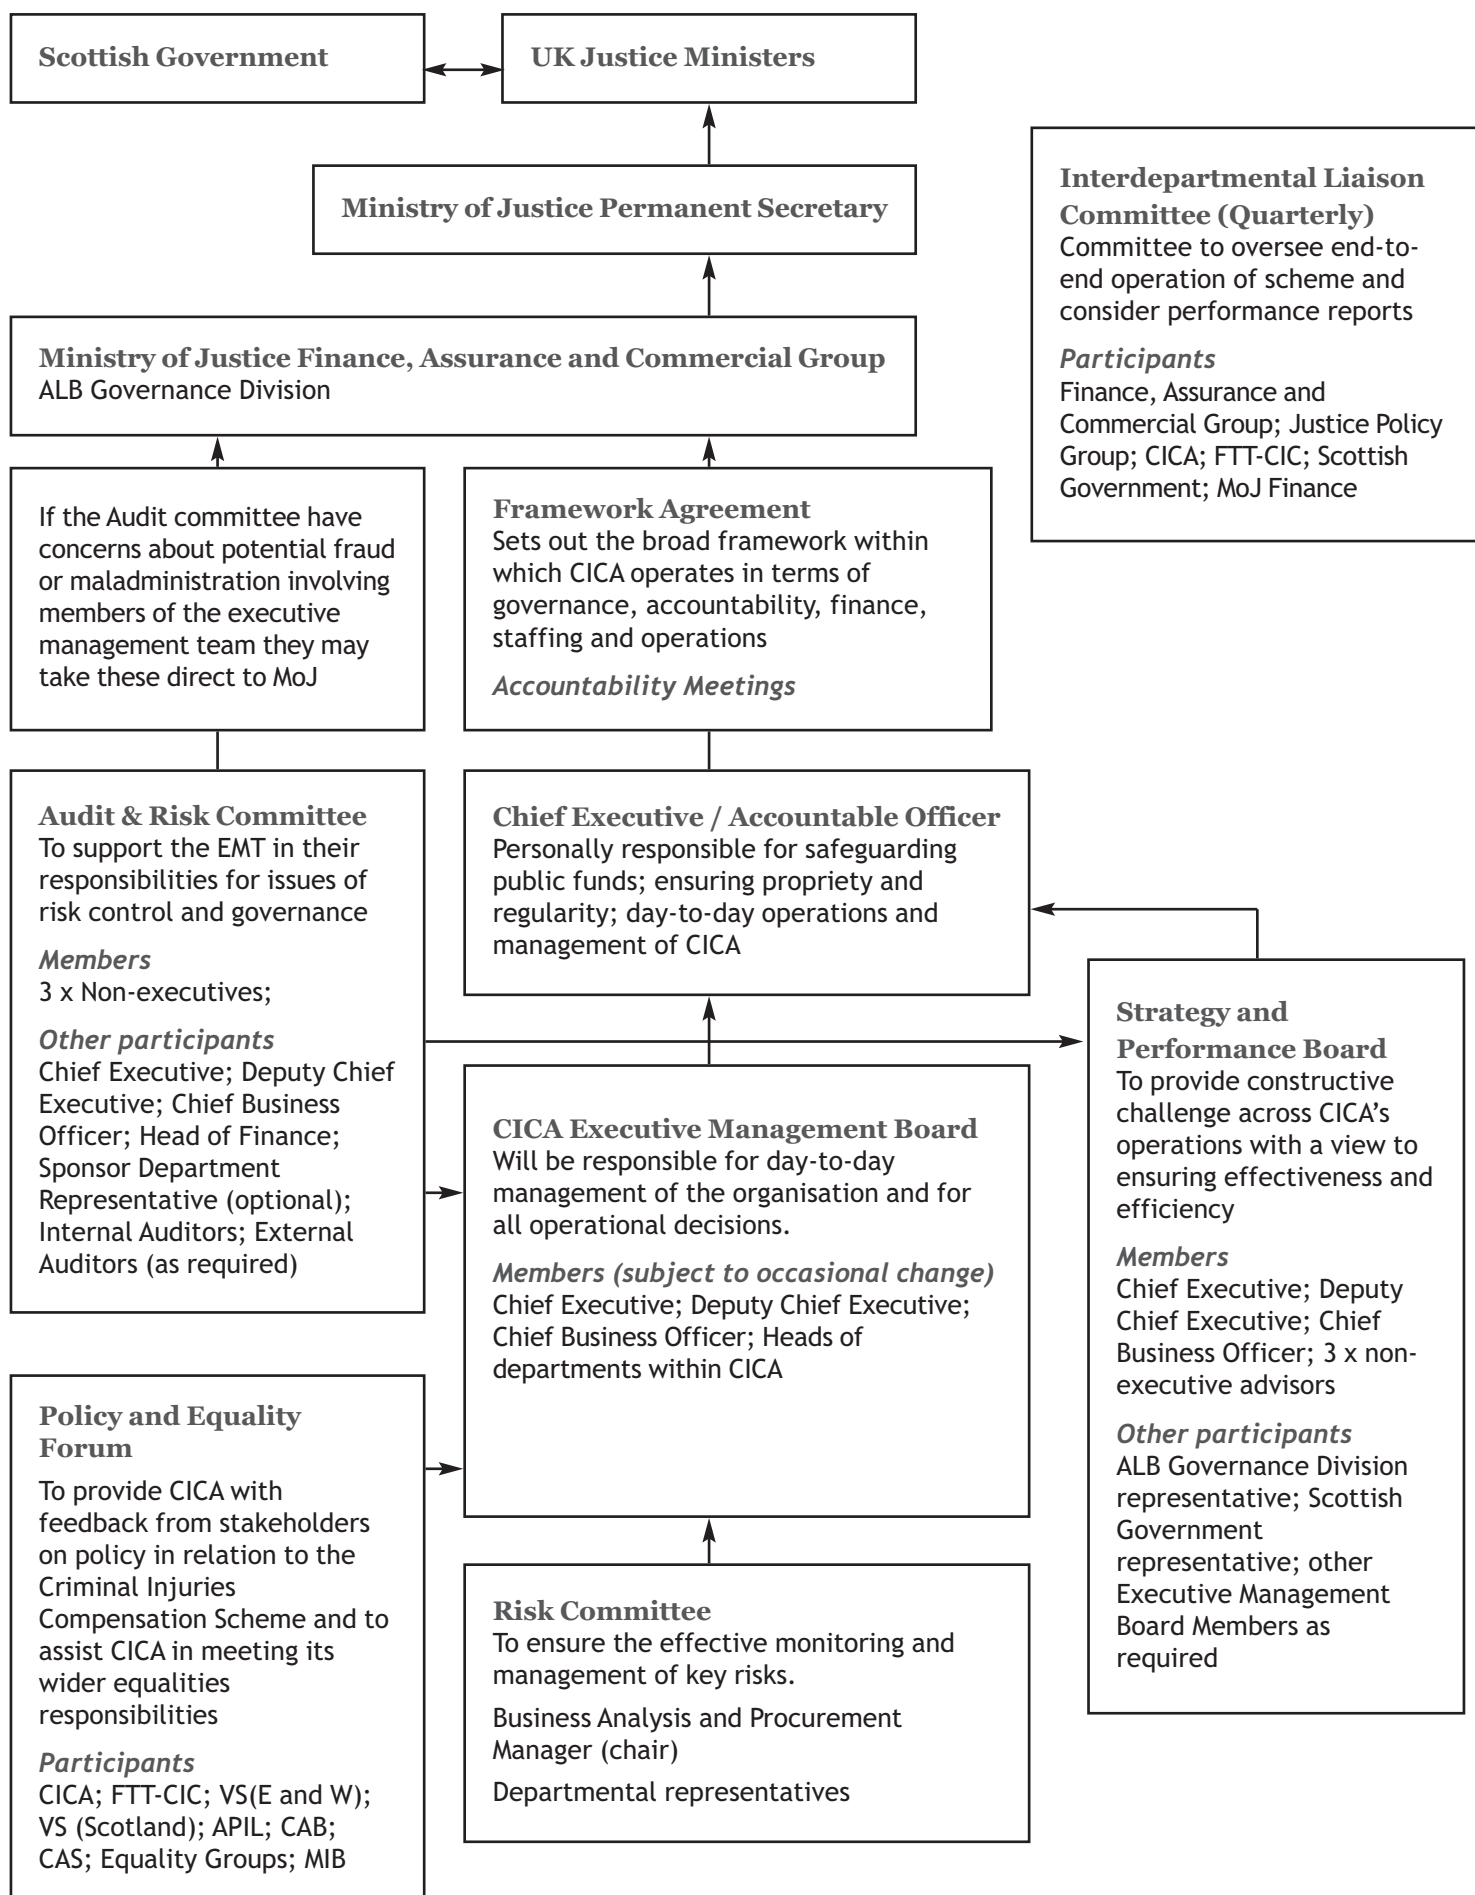 Scottish Government
UK Justice Ministers
Ministry of Justice Permanent Secretary
Interdepartmental Liaison
Committee (Quarterly)
Committee to oversee end-to-
end operation of scheme and
consider performance reports
Participants
Finance, Assurance and
Commercial Group; Justice Policy
Group; CICA; FTT-CIC; Scottish
Government; MoJ Finance
Ministry of Justice Finance, Assurance and Commercial Group
ALB Governance Division
If the Audit committee have
concerns about potential fraud
or maladministration involving
members of the executive
management team they may
take these direct to MoJ
Framework Agreement
Sets out the broad framework within
which CICA operates in terms of
governance, accountability, finance,
staffing and operations
Accountability Meetings
Audit & Risk Committee
To support the EMT in their
responsibilities for issues of
risk control and governance
Members
3 x Non-executives;
Other participants
Chief Executive; Deputy Chief
Executive; Chief Business
Officer; Head of Finance;
Sponsor Department
Representative (optional);
Internal Auditors; External
Auditors (as required)
Chief Executive / Accountable Officer
Personally responsible for safeguarding
public funds; ensuring propriety and
regularity; day-to-day operations and
management of CICA
CICA Executive Management Board
Will be responsible for day-to-day
management of the organisation and for
all operational decisions.
Members (subject to occasional change)
Chief Executive; Deputy Chief Executive;
Chief Business Officer; Heads of
departments within CICA
Strategy and
Performance Board
To provide constructive
challenge across CICA’s
operations with a view to
ensuring effectiveness and
efficiency
Members
Chief Executive; Deputy
Chief Executive; Chief
Business Officer; 3 x non-
executive advisors
Other participants
ALB Governance Division
representative; Scottish
Government
representative; other
Executive Management
Board Members as
required
Policy and Equality
Forum
To provide CICA with
feedback from stakeholders
on policy in relation to the
Criminal Injuries
Compensation Scheme and to
assist CICA in meeting its
wider equalities
responsibilities
Participants
CICA; FTT-CIC; VS(E and W);
VS (Scotland); APIL; CAB;
CAS; Equality Groups; MIB
Risk Committee
To ensure the effective monitoring and
management of key risks.
Business Analysis and Procurement
Manager (chair)
Departmental representatives